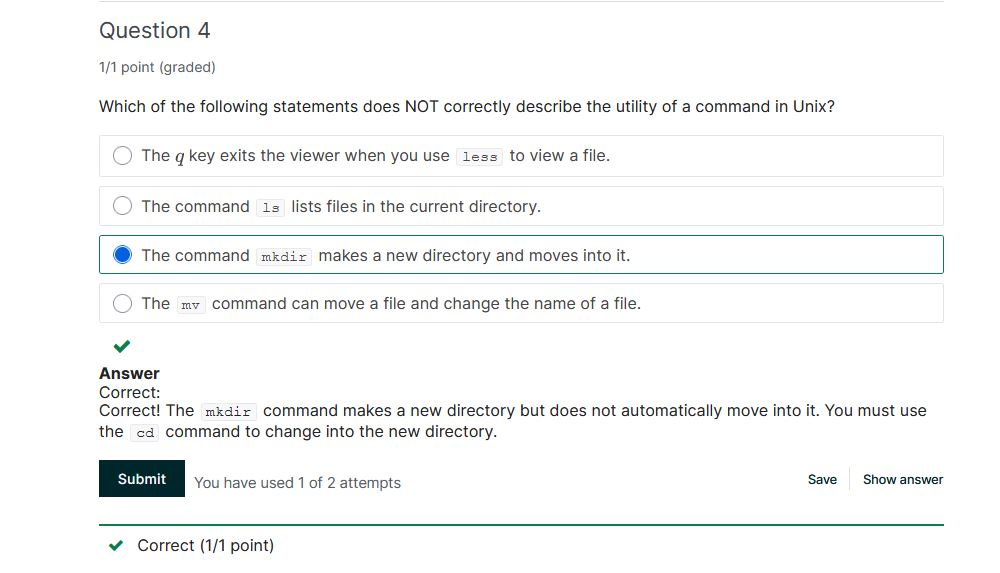 Question 4
1/1 point (graded)
Which of the following statements does NOT correctly describe the utility of a command in Unix?
The q key exits the viewer when you use less to view a file.
The command ls lists files in the current directory.
The command mkdir makes a new directory and moves into it.
The mv command can move a file and change the name of a file.
Answer
Correct:
Correct! The mkdir command makes a new directory but does not automatically move into it. You must use
the cd command to change into the new directory.
Submit You have used 1 of 2 attempts Save Show answer
Correct (1/1 point)